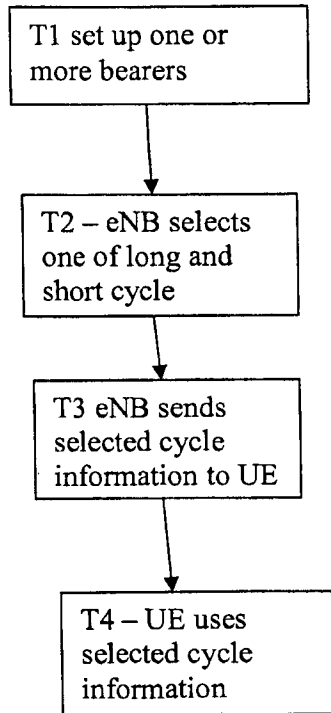 T1 set up one or
more bearers
T2 – eNB selects
one of long and
short cycle
T3 eNB sends
selected cycle
information to UE
T4 – UE uses
selected cycle
information